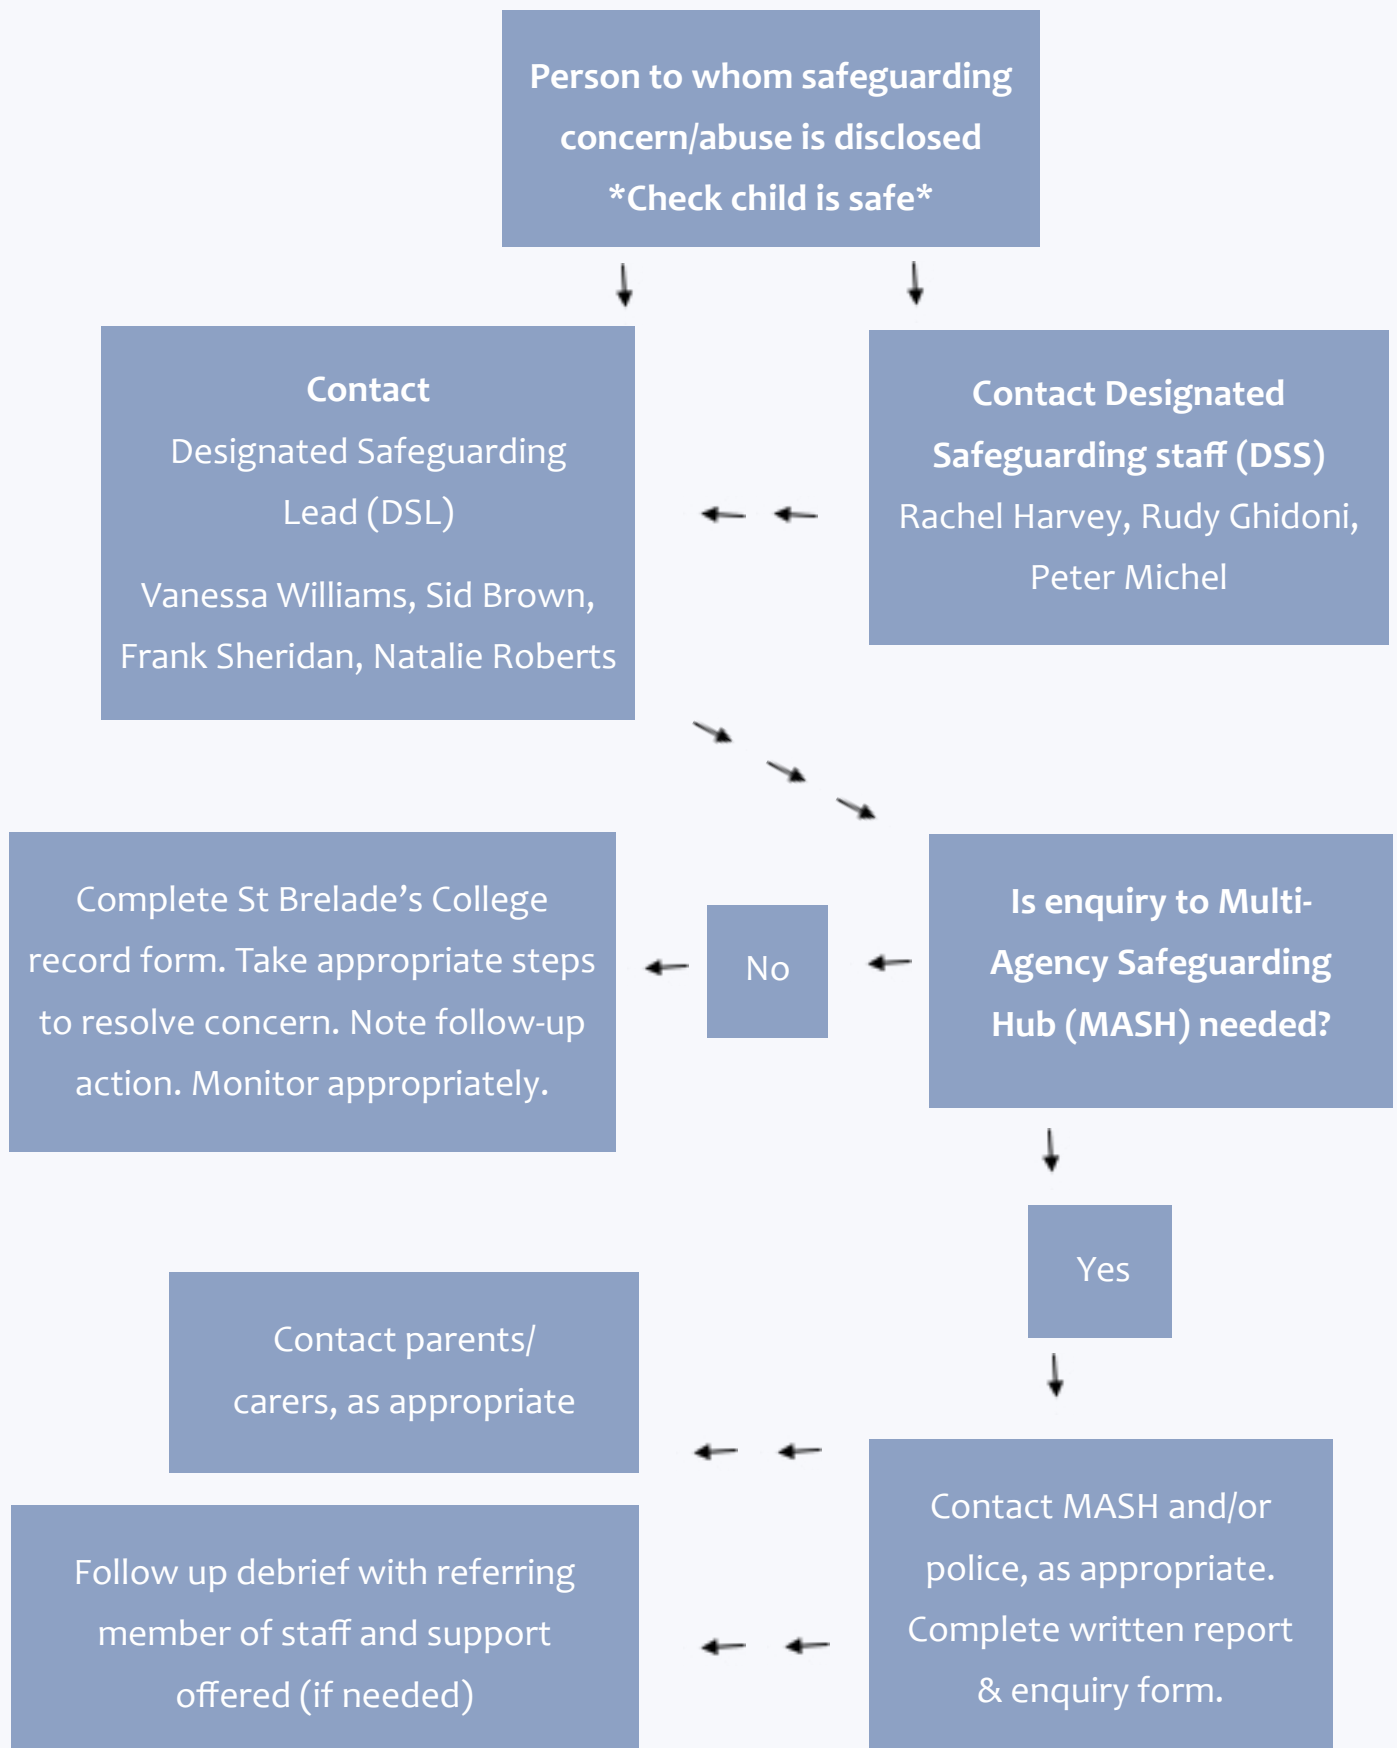 Person to whom safeguarding
concern/abuse is disclosed
*Check child is safe*
Contact
Designated Safeguarding
Lead (DSL)
Vanessa Williams, Sid Brown,
Frank Sheridan, Natalie Roberts
Contact Designated
Safeguarding staff (DSS)
Rachel Harvey, Rudy Ghidoni,
Peter Michel
Complete St Brelade’s College
record form. Take appropriate steps
to resolve concern. Note follow-up
action. Monitor appropriately.
No
Is enquiry to Multi-
Agency Safeguarding
Hub (MASH) needed?
Yes
Contact parents/
carers, as appropriate
Follow up debrief with referring
member of staff and support
offered (if needed)
Contact MASH and/or
police, as appropriate.
Complete written report
& enquiry form.